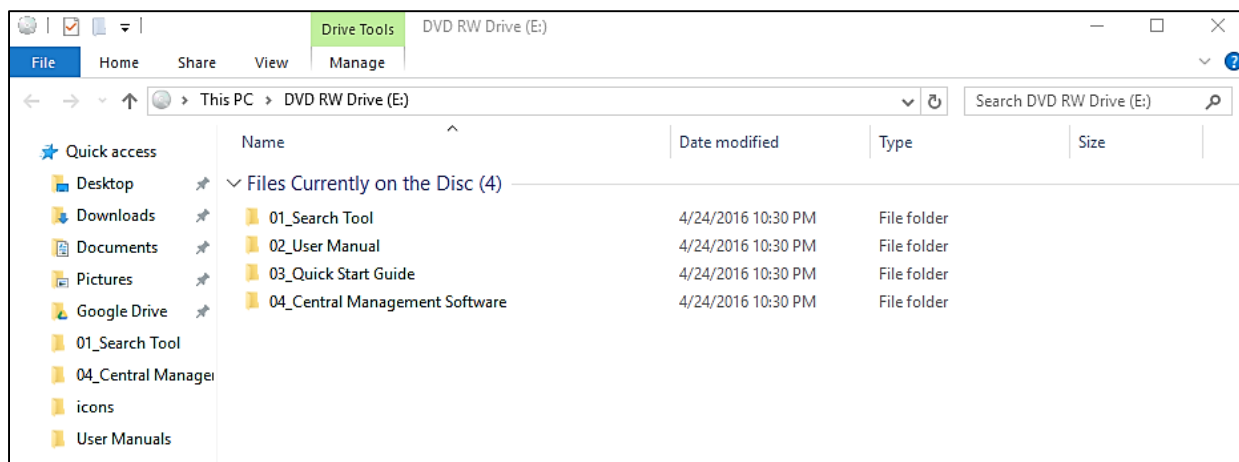 Drive Tools DVD RW Drive (E:)
File Home Share View Manage
This PC > DVD RW Drive (E:) Search DVD RW Drive (E:)
Name Date modified Type Size
Quick access
Desktop
Downloads
Documents
Pictures
Google Drive
01_Search Tool
04_Central Manage
icons
User Manuals
Files Currently on the Disc (4)
01_Search Tool 4/24/2016 10:30 PM File folder
02_User Manual 4/24/2016 10:30 PM File folder
03_Quick Start Guide 4/24/2016 10:30 PM File folder
04_Central Management Software 4/24/2016 10:30 PM File folder